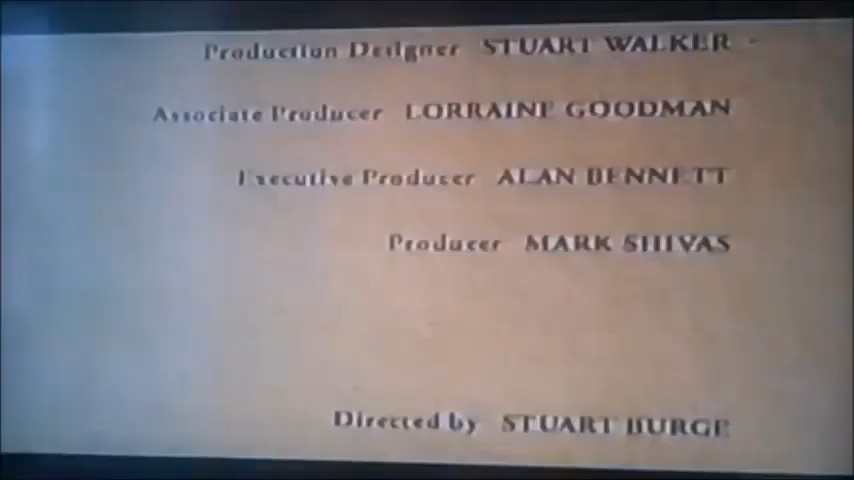 Production Designer STUART WALKER
Associate Producer LORRAINE GOODMAN
Executive Producer ALAN BENNETT
Producer MARK SHIVAS
Directed by STUART BURGE